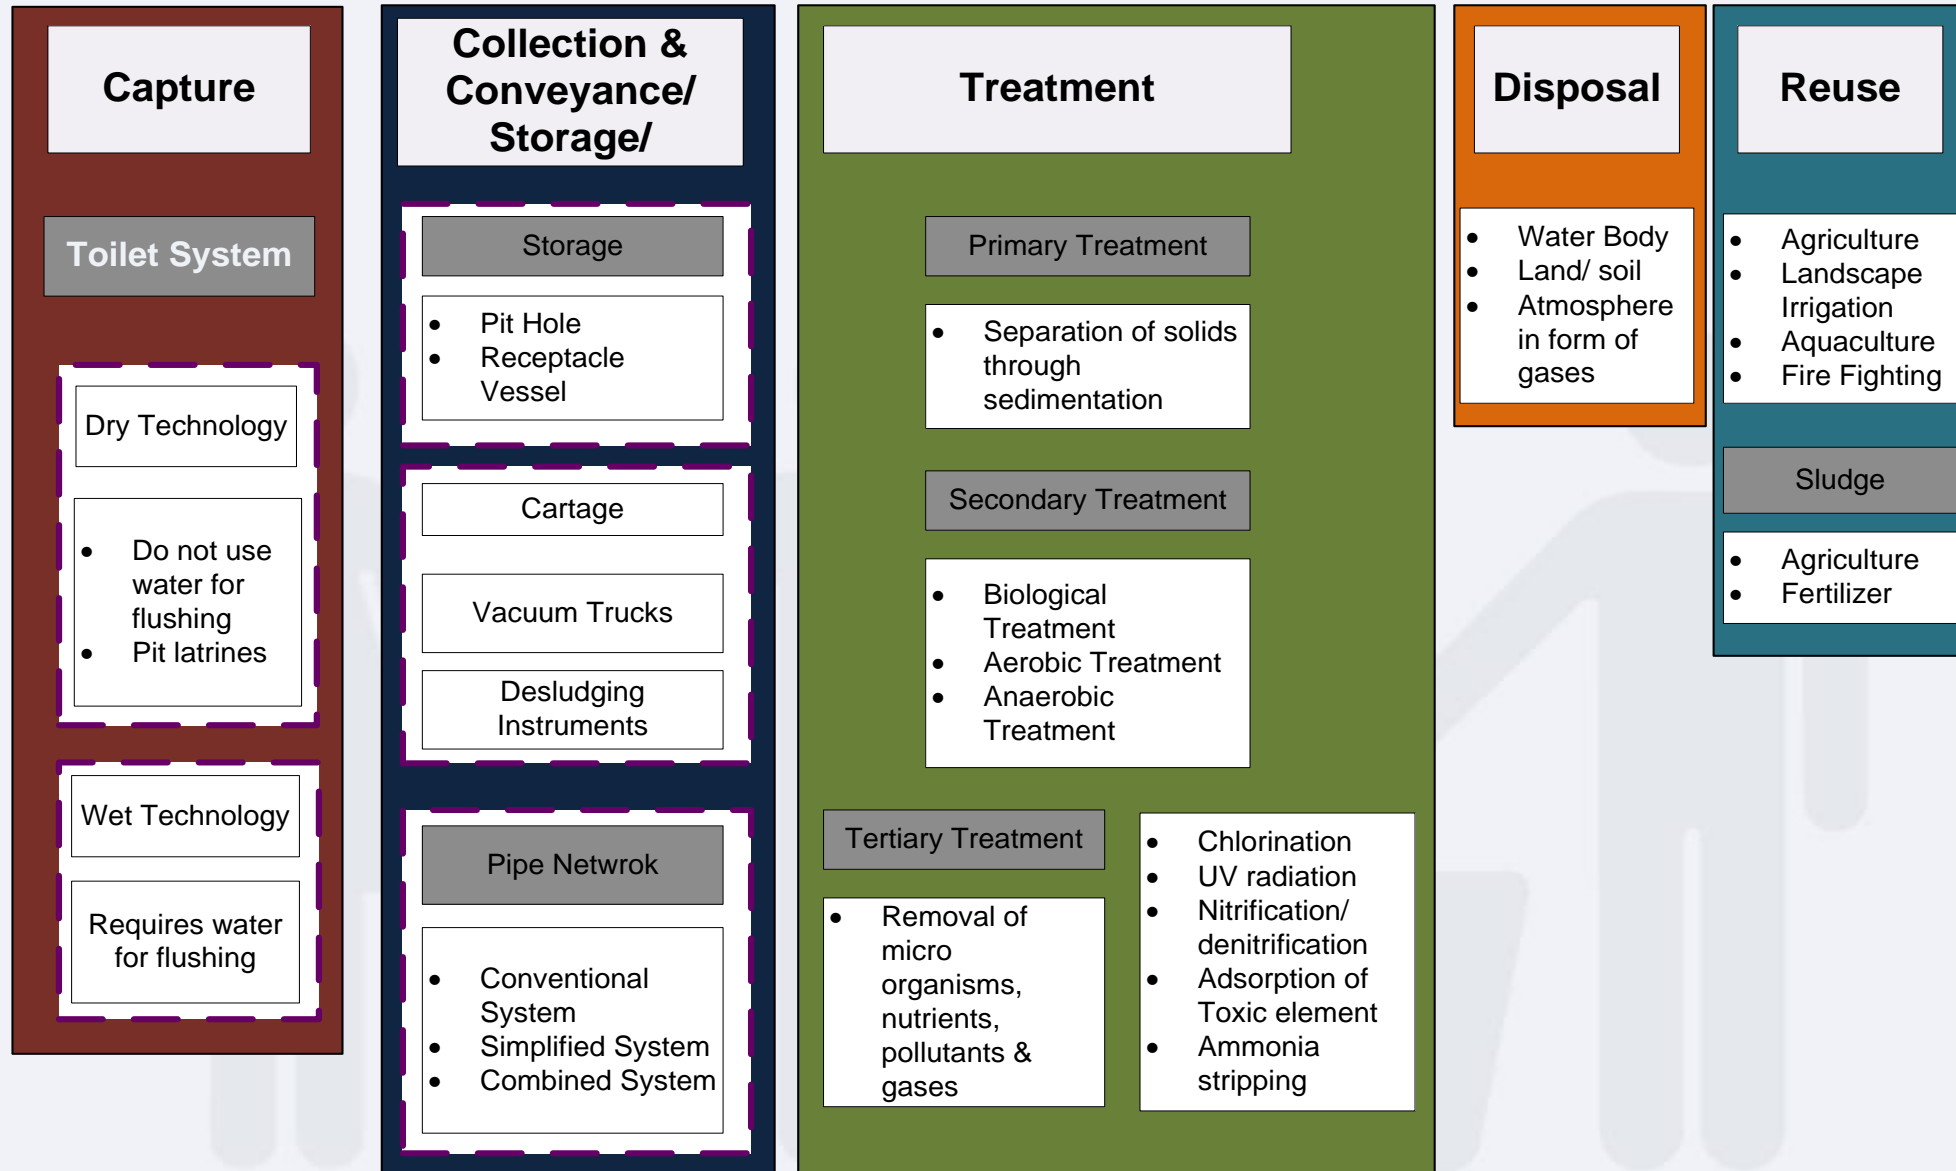 Capture
Toilet System
Dry Technology
• Do not use
water for
flushing
• Pit latrines
Wet Technology
Requires water
for flushing
Collection &
Conveyance/
Storage/
Storage
• Pit Hole
• Receptacle
Vessel
Cartage
Vacuum Trucks
Desludging
Instruments
Pipe Netwrok
• Conventional
System
• Simplified System
• Combined System
Treatment
Primary Treatment
• Separation of solids
through
sedimentation
Secondary Treatment
• Biological
Treatment
• Aerobic Treatment
• Anaerobic
Treatment
Tertiary Treatment
• Removal of
micro
organisms,
nutrients,
pollutants &
gases
• Chlorination
• UV radiation
• Nitrification/
denitrification
• Adsorption of
Toxic element
• Ammonia
stripping
Disposal
• Water Body
• Land/ soil
• Atmosphere
in form of
gases
Reuse
• Agriculture
• Landscape
Irrigation
• Aquaculture
• Fire Fighting
Sludge
• Agriculture
• Fertilizer